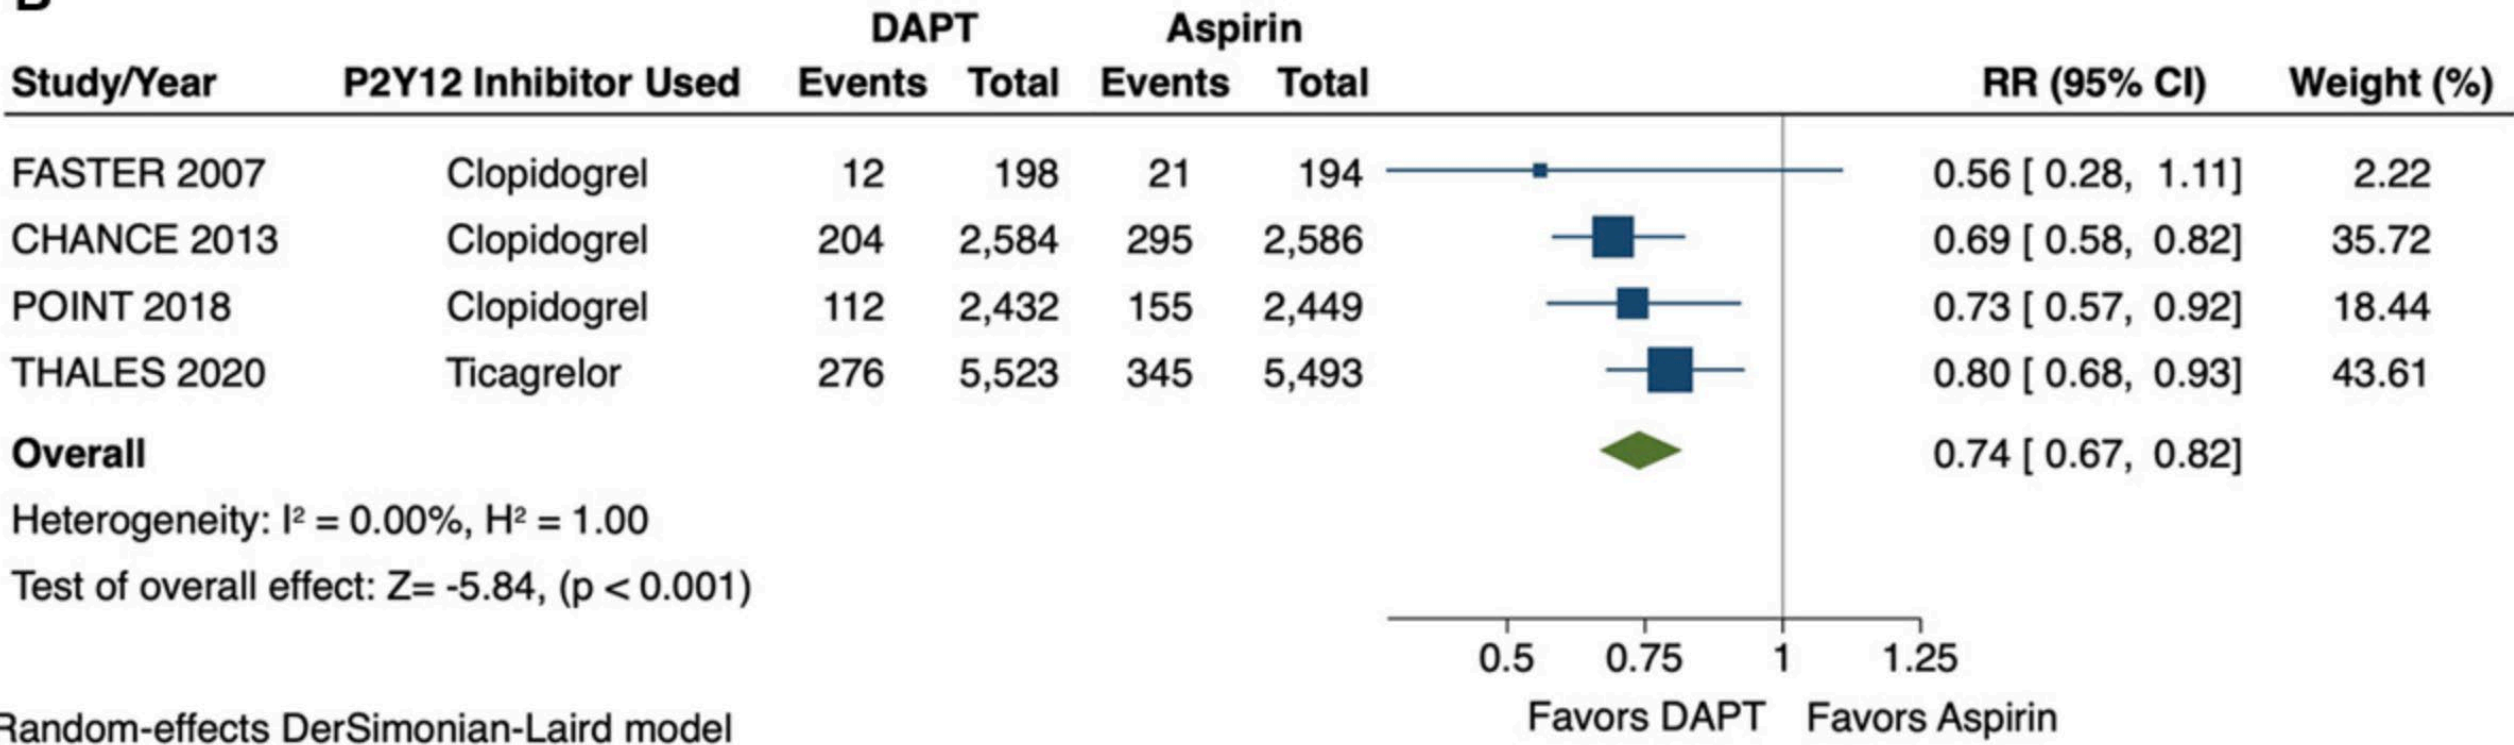 DAPT Aspirin
Study/Year P2Y12 Inhibitor Used Events Total Events Total RR (95% CI) Weight (%)
FASTER 2007 Clopidogrel 12 198 21 194 0.56 [ 0.28, 1.11] 2.22
CHANCE 2013 Clopidogrel 204 2,584 295 2,586 0.69 [ 0.58, 0.82] 35.72
POINT 2018 Clopidogrel 112 2,432 155 2,449 0.73 [ 0.57, 0.92] 18.44
THALES 2020 Ticagrelor 276 5,523 345 5,493 0.80 [ 0.68, 0.93] 43.61
Overall 0.74 [ 0.67, 0.82]
Heterogeneity: I² = 0.00%, H² = 1.00
Test of overall effect: Z= -5.84, (p < 0.001)
0.5 0.75 1 1.25
Favors DAPT Favors Aspirin
Random-effects DerSimonian-Laird model